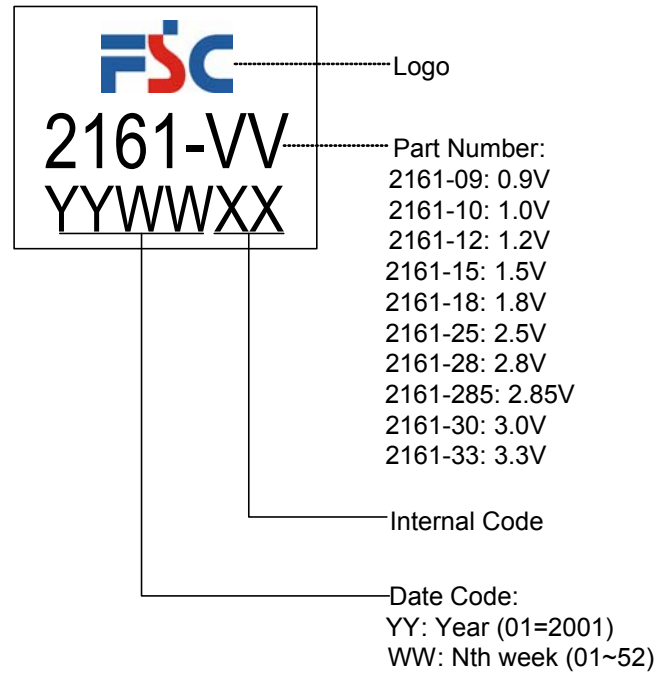 FSC
Logo
2161-VV
YYWWXX
Part Number:
2161-09: 0.9V
2161-10: 1.0V
2161-12: 1.2V
2161-15: 1.5V
2161-18: 1.8V
2161-25: 2.5V
2161-28: 2.8V
2161-285: 2.85V
2161-30: 3.0V
2161-33: 3.3V
Internal Code
Date Code:
YY: Year (01=2001)
WW: Nth week (01~52)